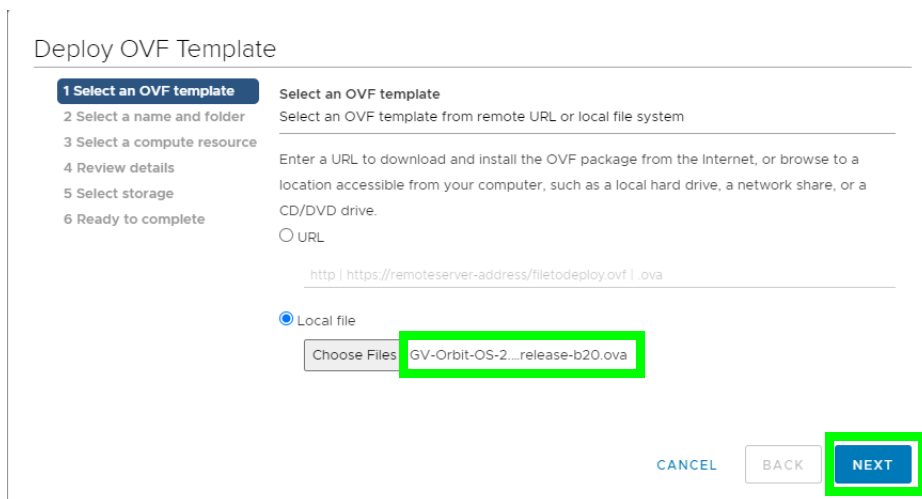 Deploy OVF Template
1 Select an OVF template
2 Select a name and folder
3 Select a compute resource
4 Review details
5 Select storage
6 Ready to complete
Select an OVF template
Select an OVF template from remote URL or local file system
Enter a URL to download and install the OVF package from the Internet, or browse to a
location accessible from your computer, such as a local hard drive, a network share, or a
CD/DVD drive.
URL
http | https://remoteserver-address/filetodeploy.ovf | .ova
Local file
Choose Files GV-Orbit-OS-2....release-b20.ova
CANCEL BACK NEXT